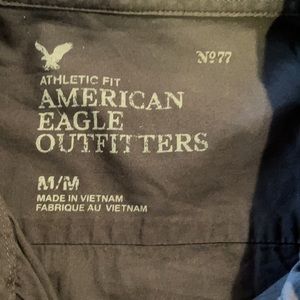 Nº77
ATHLETIC FIT
AMERICAN
EAGLE
OUTFITTERS
M/M
MADE IN VIETNAM
FABRIQUE AU VIETNAM